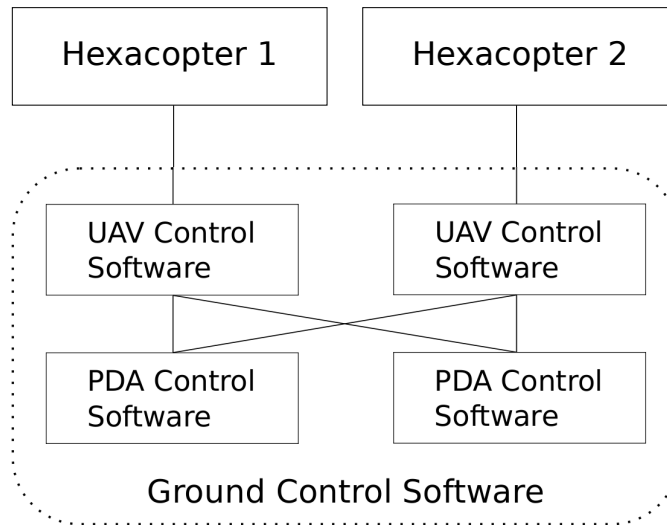 Hexacopter 1
Hexacopter 2
UAV Control
Software
UAV Control
Software
PDA Control
Software
PDA Control
Software
Ground Control Software